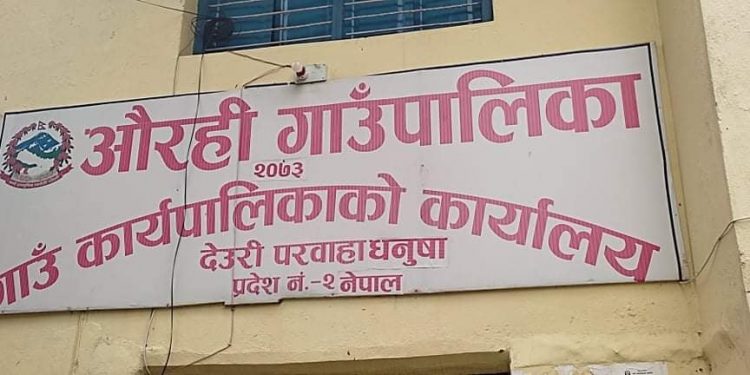 औरही गाउँपालिका
२०७३
गाउँ कार्यपालिकाको कार्यालय
देउरी परवाहा धनुषा
प्रदेश नं.-२ नेपाल